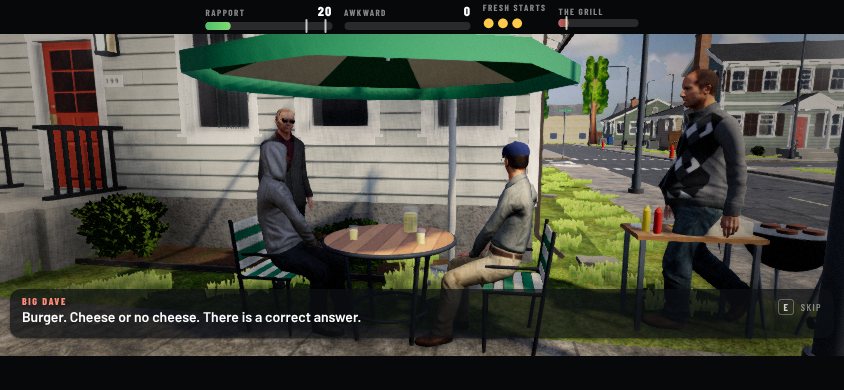 RAPPORT
20
AWKWARD
0
FRESH STARTS
THE GRILL
199
BIG DAVE
Burger. Cheese or no cheese. There is a correct answer.
E SKIP